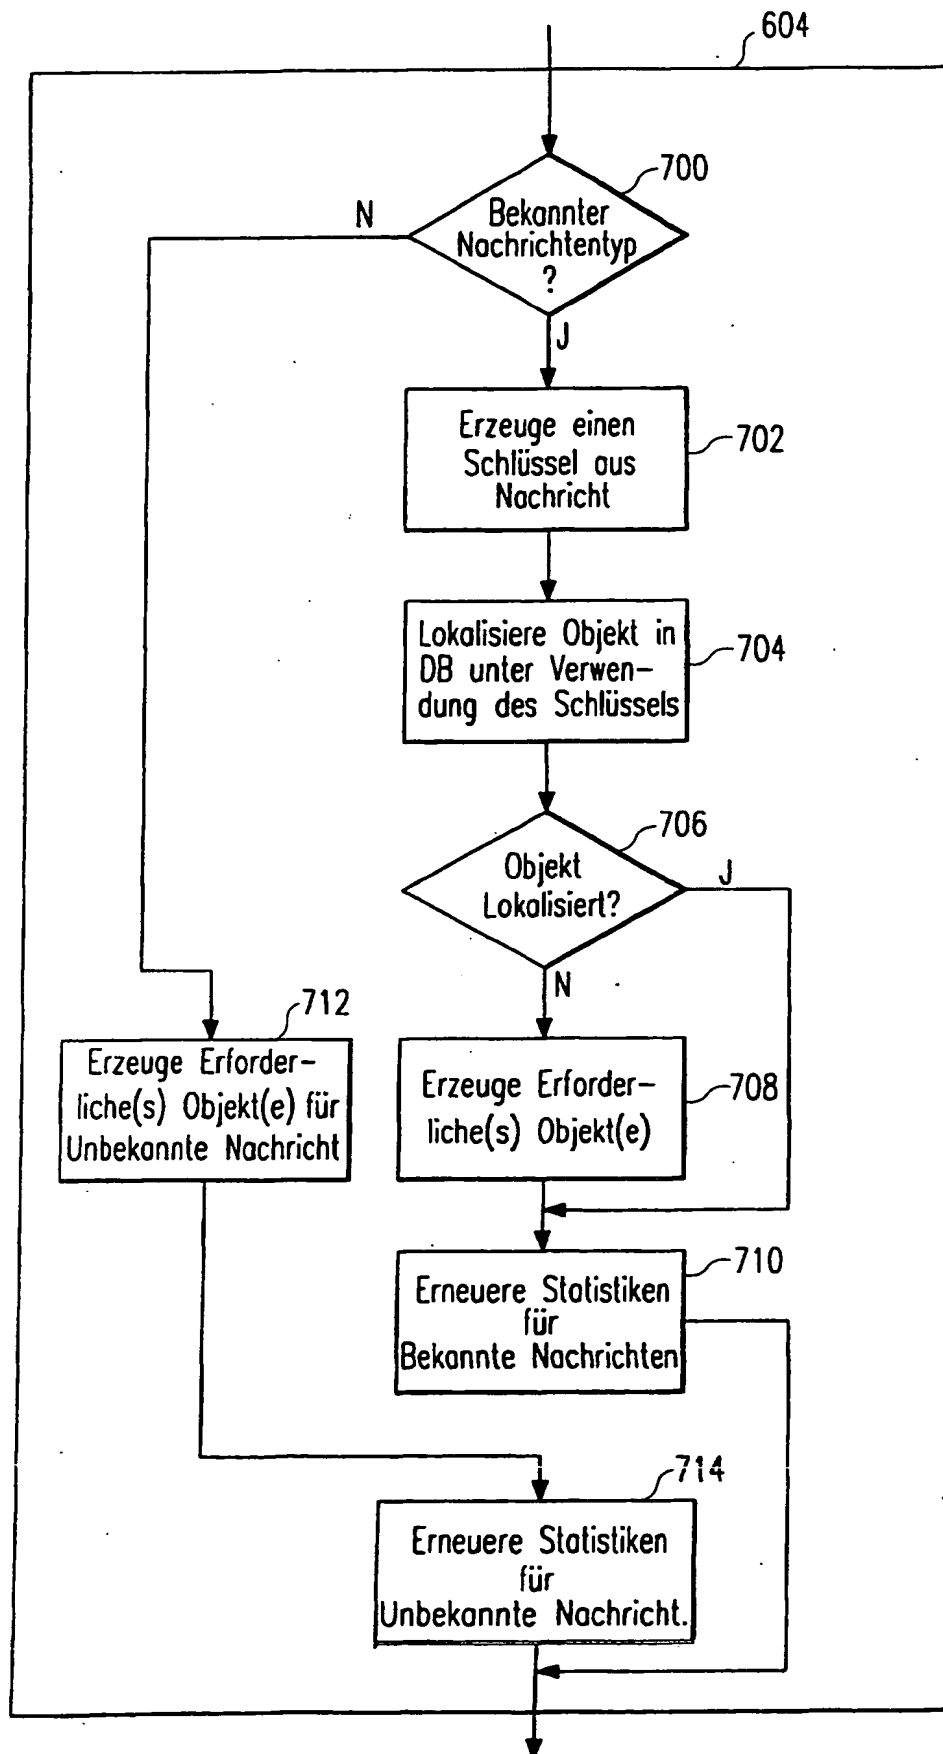 604
700
N
Bekannter
Nachrichtentyp
?
J
Erzeuge einen
Schlüssel aus
Nachricht
702
Lokalisiere Objekt in
DB unter Verwen-
dung des Schlüssels
704
706
Objekt
Lokalisiert?
J
N
712
Erzeuge Erforder-
liche(s) Objekt(e) für
Unbekannte Nachricht
Erzeuge Erforder-
liche(s) Objekt(e)
708
710
Erneuere Statistiken
für
Bekannte Nachrichten
714
Erneuere Statistiken
für
Unbekannte Nachricht.